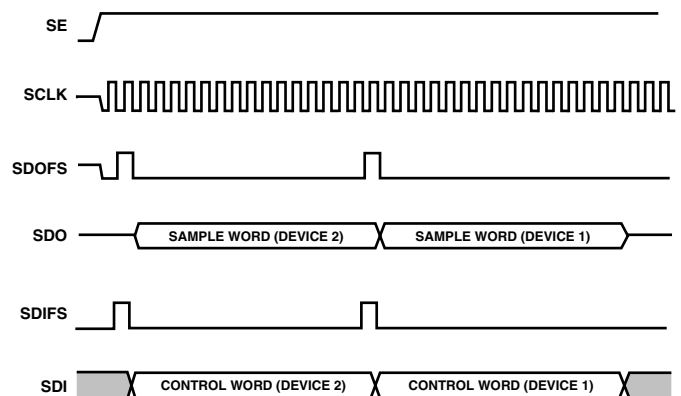 SE
SCLK
SDOFS
SDO SAMPLE WORD (DEVICE 2) SAMPLE WORD (DEVICE 1)
SDIFS
SDI CONTROL WORD (DEVICE 2) CONTROL WORD (DEVICE 1)